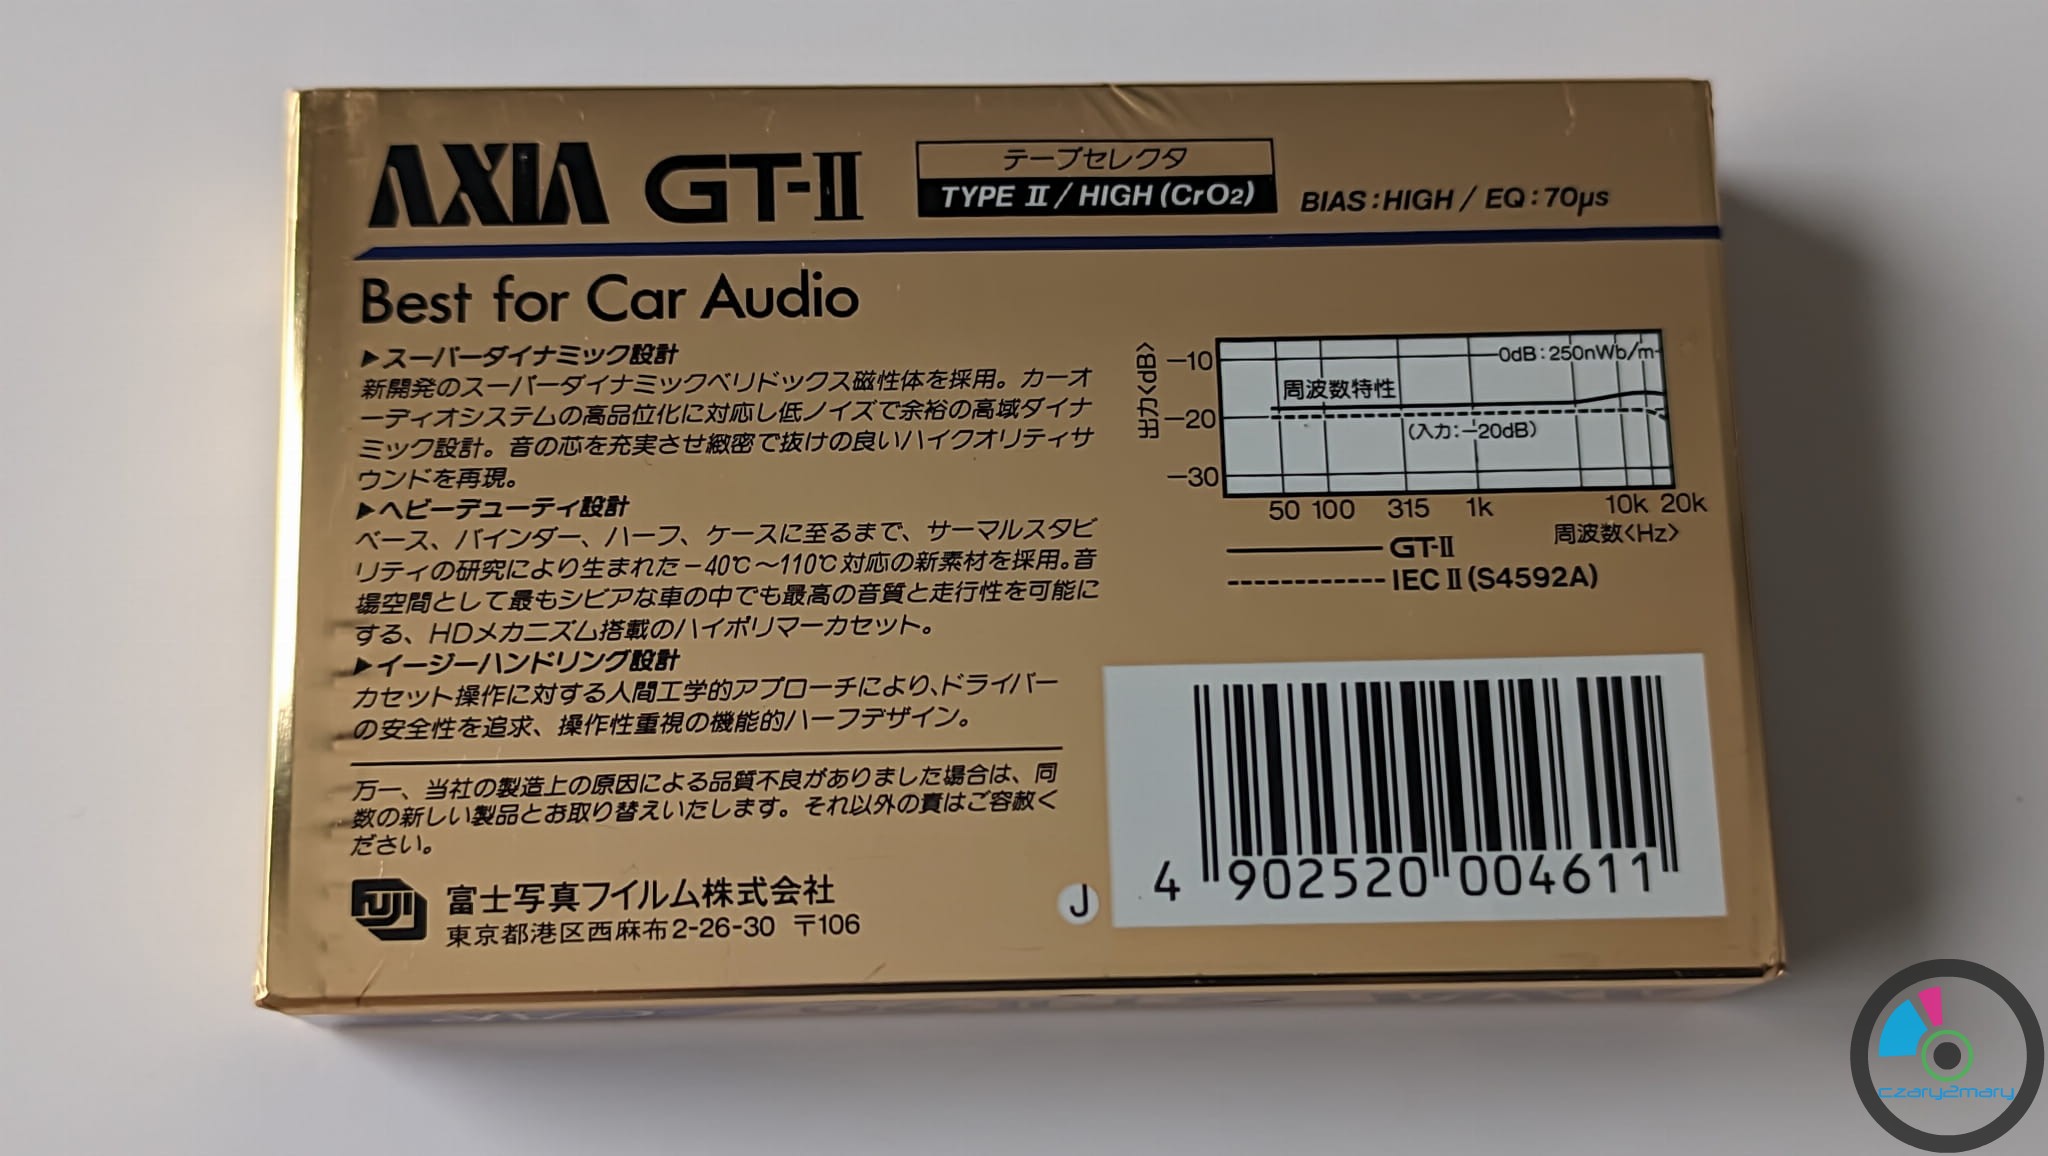 AXIA GT-II
テープセレクタ
TYPE II / HIGH (CrO2)
BIAS : HIGH / EQ : 70μs
Best for Car Audio
▶スーパーダイナミック設計
新開発のスーパーダイナミックベリドックス磁性体を採用。カーオ
ーディオシステムの高品位化に対応し低ノイズで余裕の高域ダイナ
ミック設計。音の芯を充実させ緻密で抜けの良いハイクオリティサ
ウンドを再現。
▶ヘビーデューティ設計
ベース、バインダー、ハーフ、ケースに至るまで、サーマルスタビ
リティの研究により生まれた−40℃〜110℃対応の新素材を採用。音
場空間として最もシビアな車の中でも最高の音質と走行性を可能に
する、HDメカニズム搭載のハイポリマーカセット。
▶イージーハンドリング設計
カセット操作に対する人間工学的アプローチにより、ドライバー
の安全性を追求、操作性重視の機能的ハーフデザイン。
万一、当社の製造上の原因による品質不良がありました場合は、同
数の新しい製品とお取り替えいたします。それ以外の責はご容赦く
ださい。
FUJI 富士写真フイルム株式会社
東京都港区西麻布2-26-30 〒106
出力<dB>
−10
−20
−30
0dB : 250nWb/m
周波数特性
(入力:−20dB)
50 100 315 1k 10k 20k
周波数<Hz>
GT-II
IEC II (S4592A)
J
4 902520 004611
czary2mary